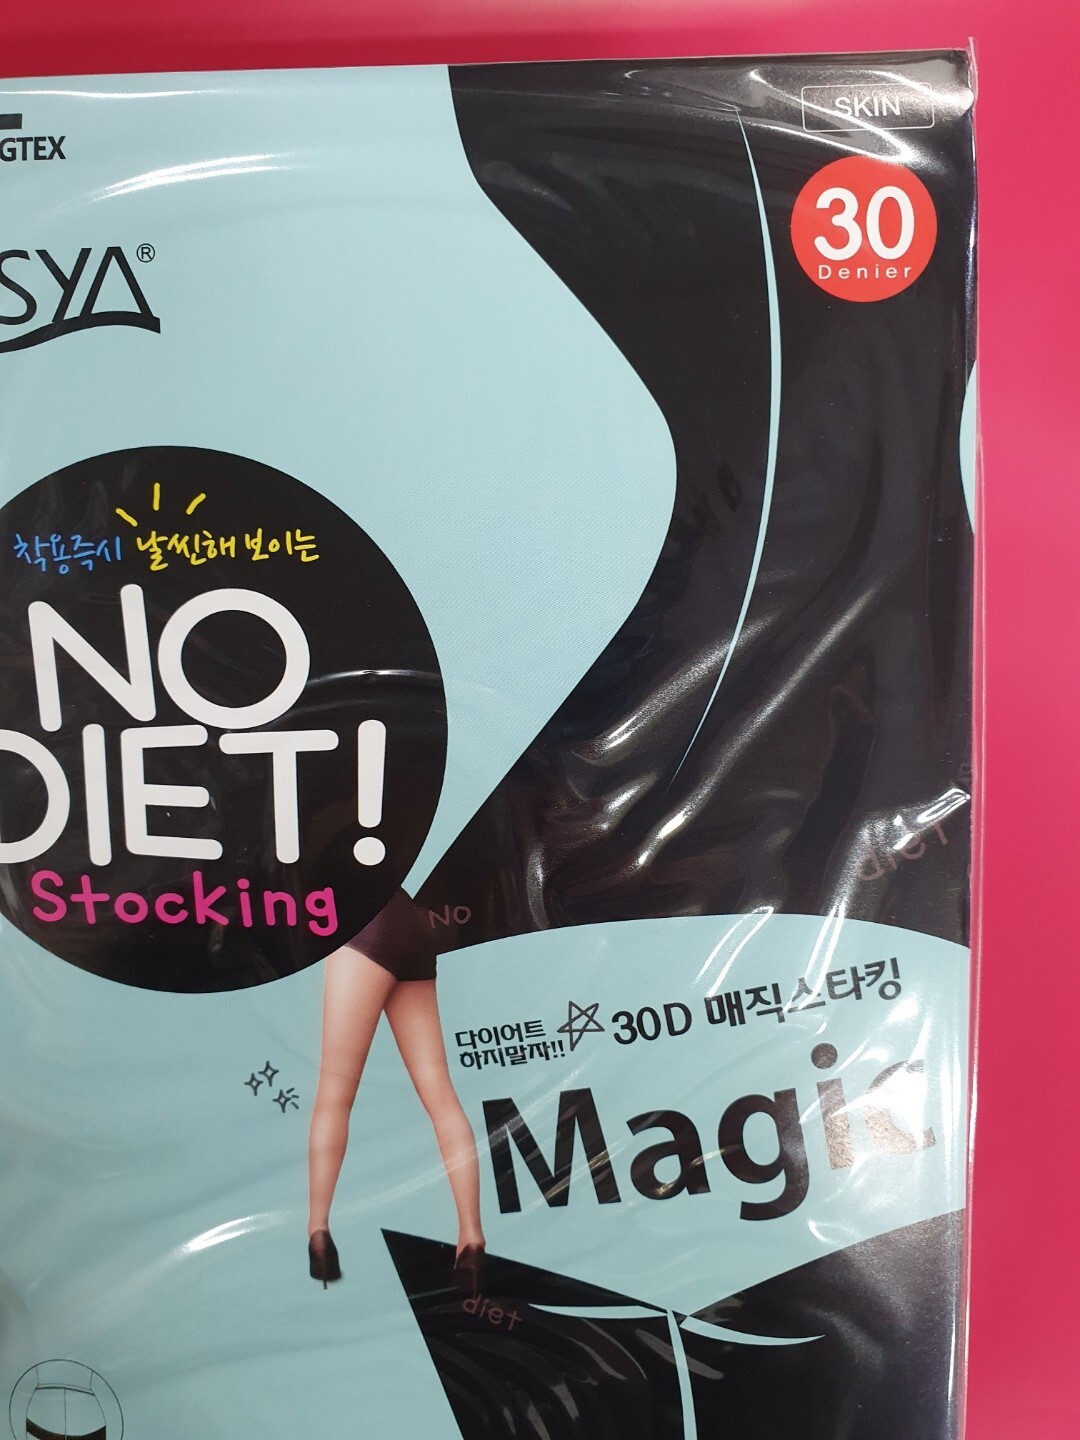 GTEX
SYA®
SKIN
30
Denier
착용즉시 날씬해 보이는
NO
DIET!
Stocking
NO
diet
다이어트
하지말자!!
30D 매직스타킹
Magic
diet